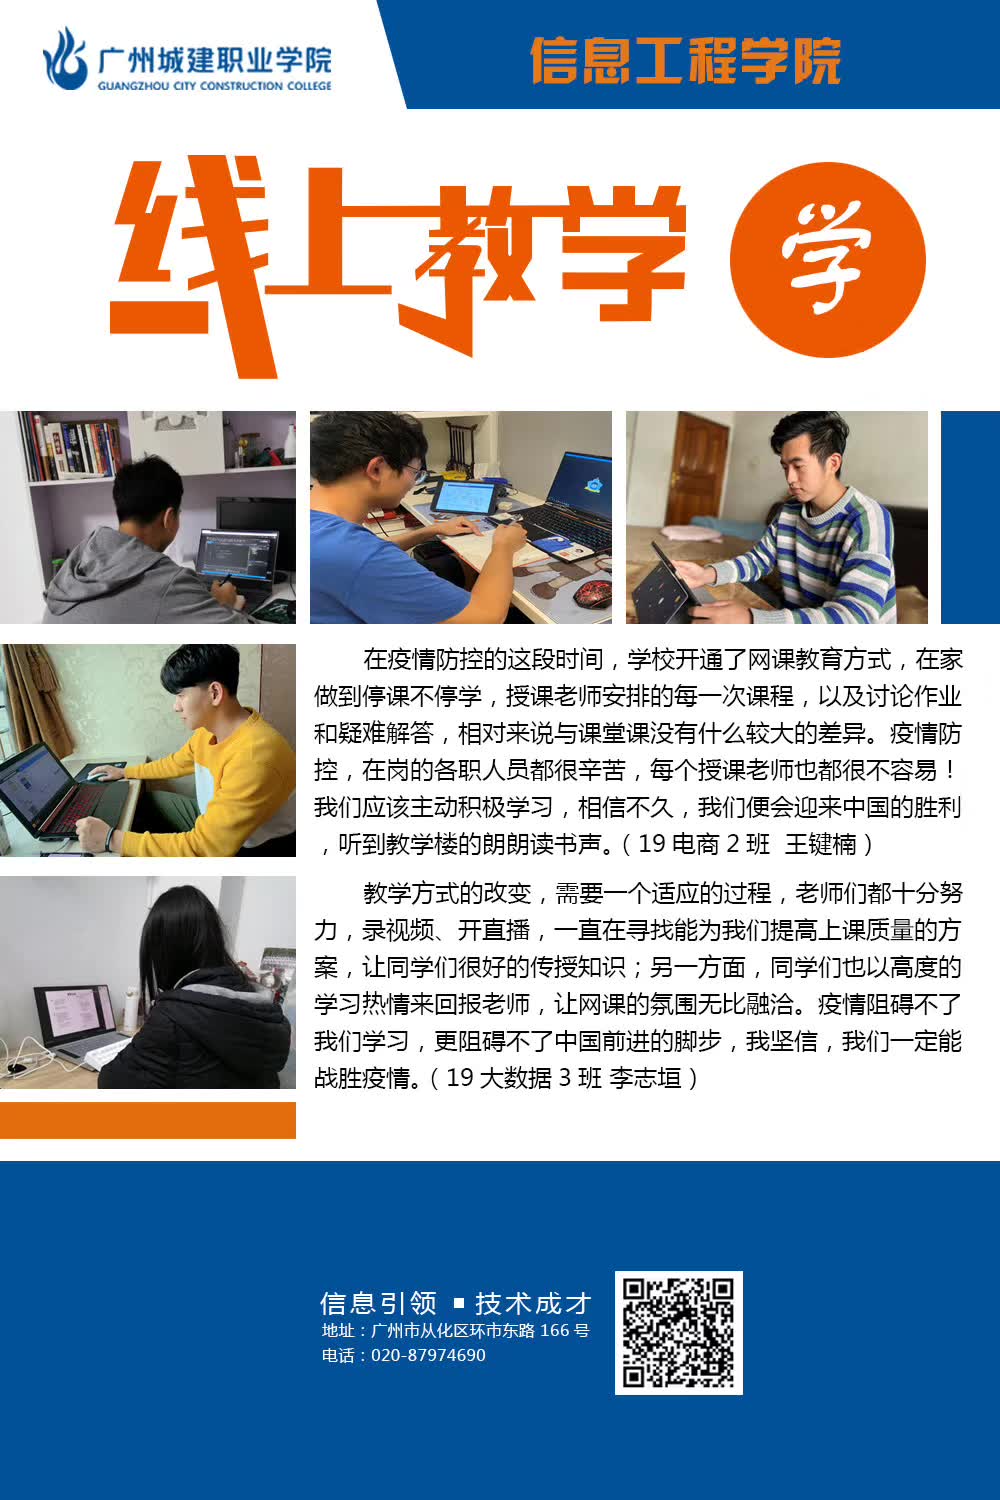 广州城建职业学院
GUANGZHOU CITY CONSTRUCTION COLLEGE
信息工程学院
线上教学
学
在疫情防控的这段时间，学校开通了网课教育方式，在家
做到停课不停学，授课老师安排的每一次课程，以及讨论作业
和疑难解答，相对来说与课堂课没有什么较大的差异。疫情防
控，在岗的各职人员都很辛苦，每个授课老师也都很不容易！
我们应该主动积极学习，相信不久，我们便会迎来中国的胜利
，听到教学楼的朗朗读书声。（19 电商 2 班  王键楠）
教学方式的改变，需要一个适应的过程，老师们都十分努
力，录视频、开直播，一直在寻找能为我们提高上课质量的方
案，让同学们很好的传授知识；另一方面，同学们也以高度的
学习热情来回报老师，让网课的氛围无比融洽。疫情阻碍不了
我们学习，更阻碍不了中国前进的脚步，我坚信，我们一定能
战胜疫情。（19 大数据 3 班 李志垣）
信息引领 ▪ 技术成才
地址：广州市从化区环市东路 166 号
电话：020-87974690